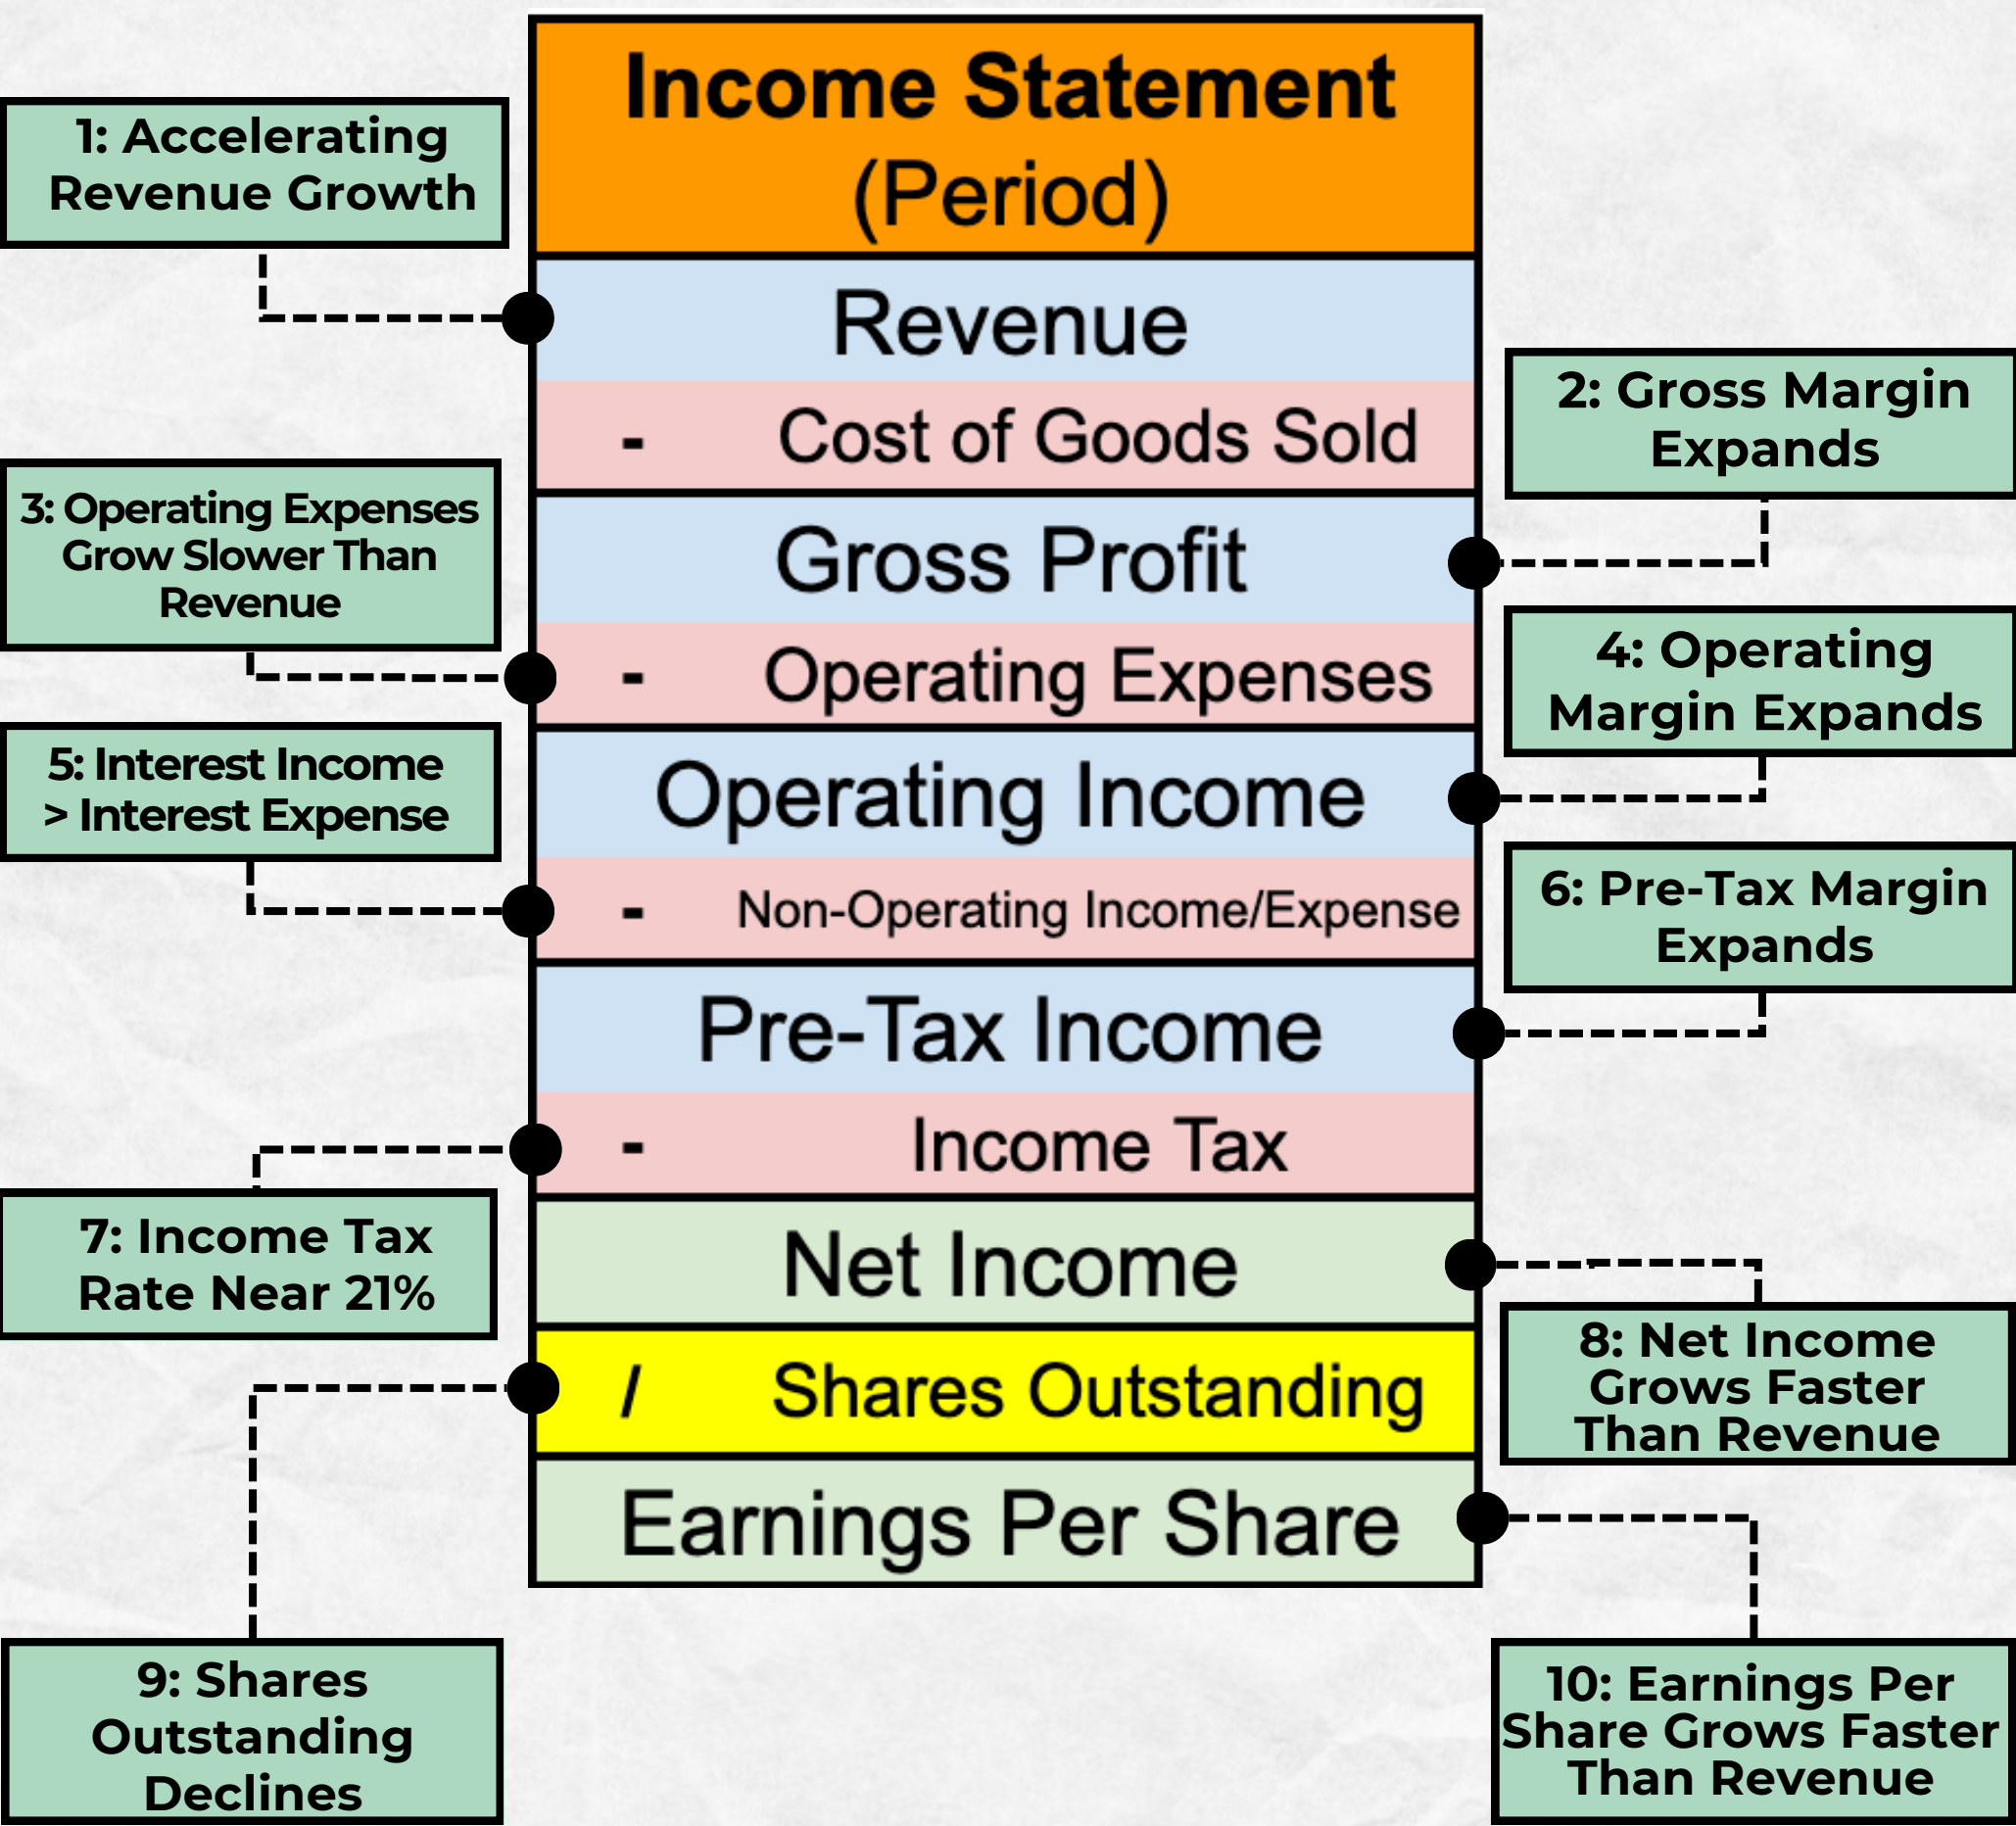 Income Statement
(Period)
1: Accelerating
Revenue Growth
Revenue
- Cost of Goods Sold
2: Gross Margin
Expands
Gross Profit
3: Operating Expenses
Grow Slower Than
Revenue
- Operating Expenses
4: Operating
Margin Expands
Operating Income
5: Interest Income
> Interest Expense
- Non-Operating Income/Expense
6: Pre-Tax Margin
Expands
Pre-Tax Income
- Income Tax
7: Income Tax
Rate Near 21%
Net Income
8: Net Income
Grows Faster
Than Revenue
/ Shares Outstanding
Earnings Per Share
9: Shares
Outstanding
Declines
10: Earnings Per
Share Grows Faster
Than Revenue